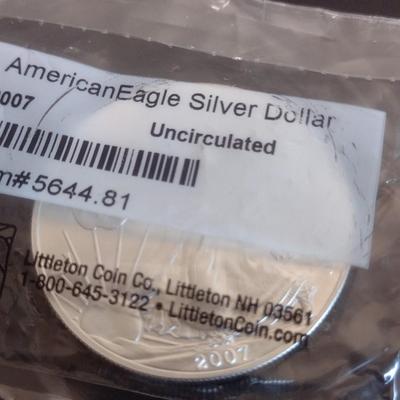 AmericanEagle Silver Dollar
2007
Uncirculated
m#5644.81
Littleton Coin Co., Littleton NH 03561
1-800-645-3122 • LittletonCoin.com
2007